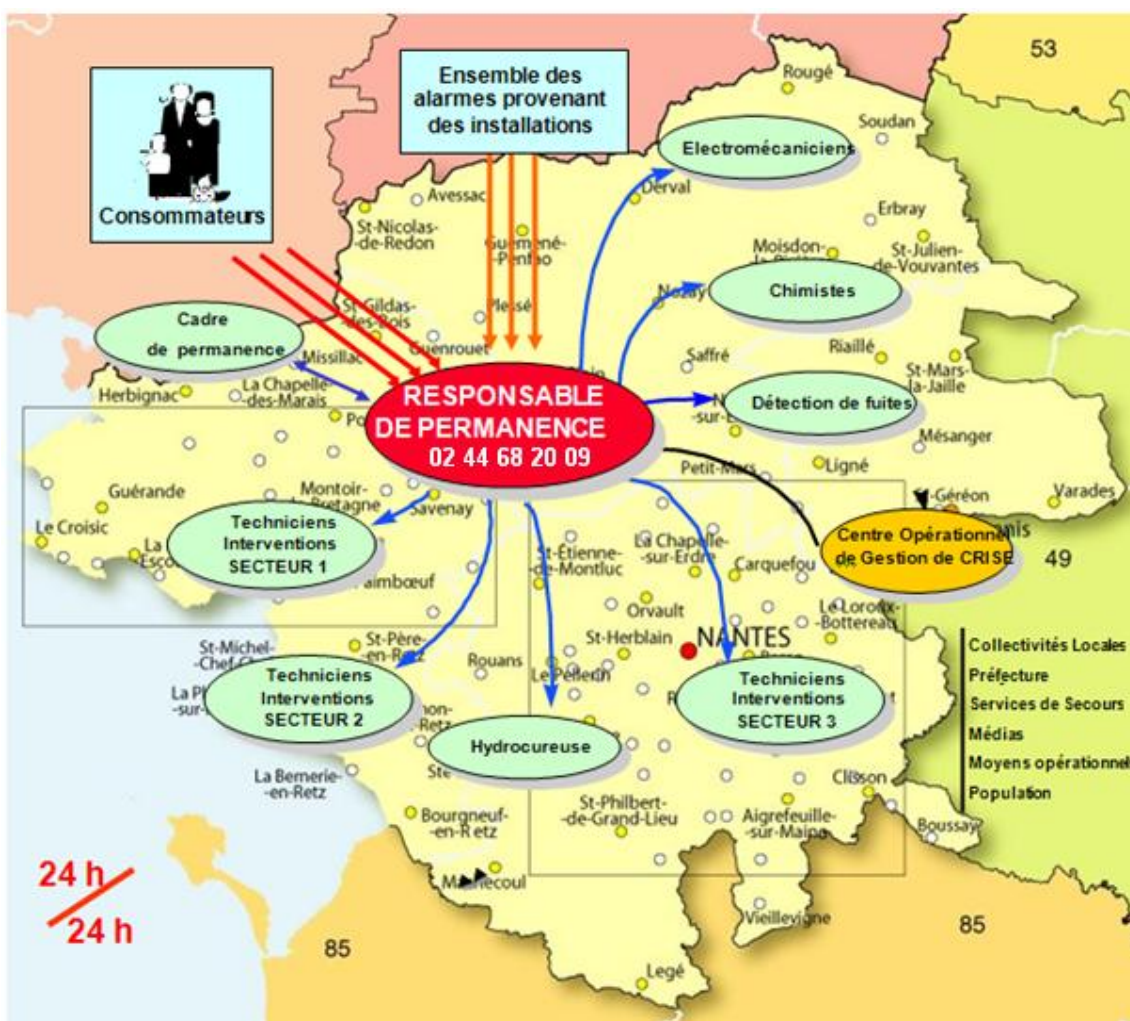 53
Consommateurs
Ensemble des
alarmes provenant
des installations
Rougé
Soudan
Electromécaniciens
Derval
Avessac
St-Nicolas-
de-Redon
Erbray
St-Julien-
de-Vouvantes
Moisdon-
Chimistes
Nozay
St-Gildas-
Plessé
Guenrouet
Cadre
de permanence
Missillac
Herbignac
La Chapelle-
des-Marais
Saffré
Riaillé
St-Mars-
la-Jaille
RESPONSABLE
DE PERMANENCE
02 44 68 20 09
Détection de fuites
Mésanger
Petit-Mars
Ligné
Varades
Guérande
Montoir-
Savenay
Le Croisic
Techniciens
Interventions
SECTEUR 1
St-Étienne-
de-Montluc
La Chapelle-
sur-Erdre
Carquefou
Centre Opérationnel
de Gestion de CRISE
49
Orvault
Le Loroux-
-Bottereau
St-Herblain
NANTES
St-Père-
en-Retz
Rouans
Le Pellerin
St-Michel-
Techniciens
Interventions
SECTEUR 2
Techniciens
Interventions
SECTEUR 3
Hydrocureuse
Collectivités Locales
Préfecture
Services de Secours
Médias
Moyens opérationnel
Population
La Bernerie-
-en-Retz
Clisson
Bourgneuf-
-en-Retz
St-Philbert-
-de-Grand-Lieu
Aigrefeuille-
-sur-Maine
Boussay
24 h
24 h
Vieillevigne
85
85
Legé